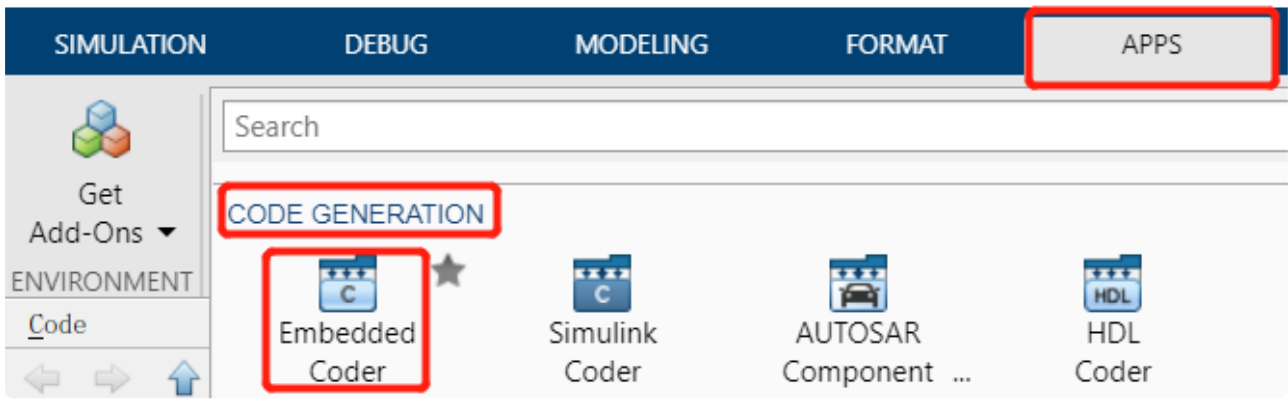 SIMULATION DEBUG MODELING FORMAT APPS
Search
Get
Add-Ons
ENVIRONMENT
Code
CODE GENERATION
C C HDL
Embedded Simulink AUTOSAR HDL
Coder Coder Component ... Coder